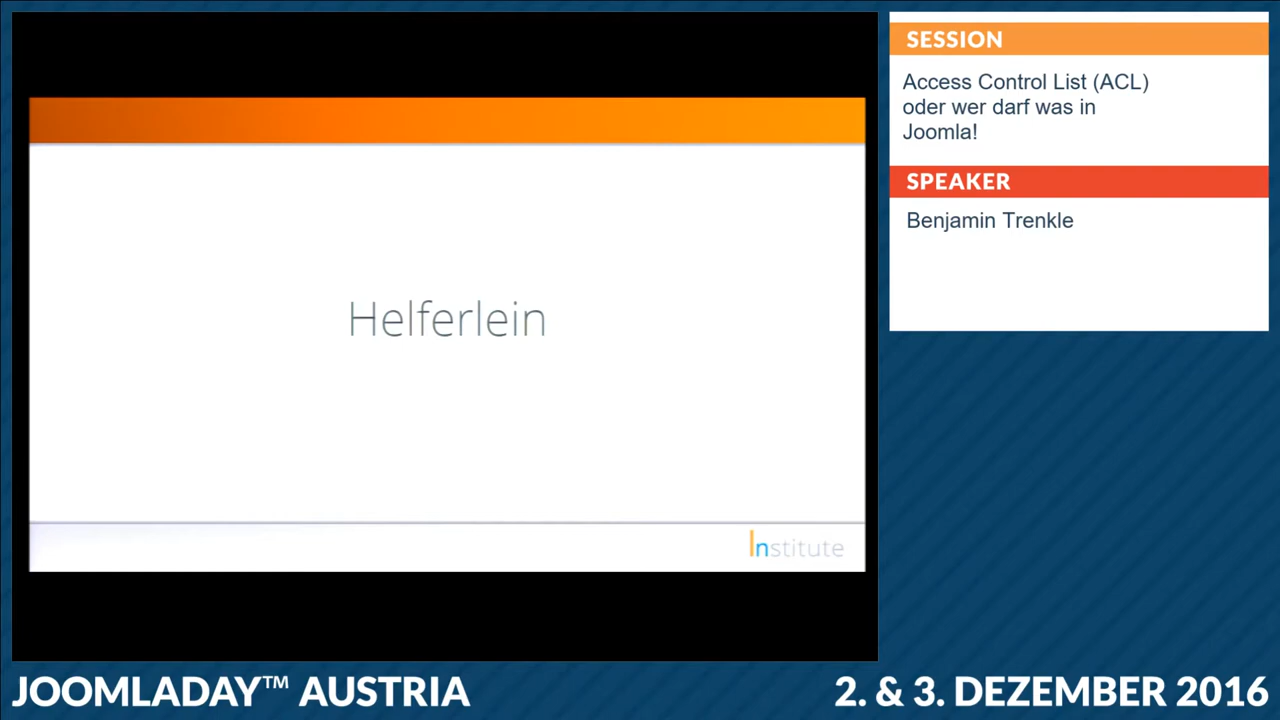 Helferlein
Institute
SESSION
Access Control List (ACL)
oder wer darf was in
Joomla!
SPEAKER
Benjamin Trenkle
JOOMLADAY™ AUSTRIA
2. & 3. DEZEMBER 2016